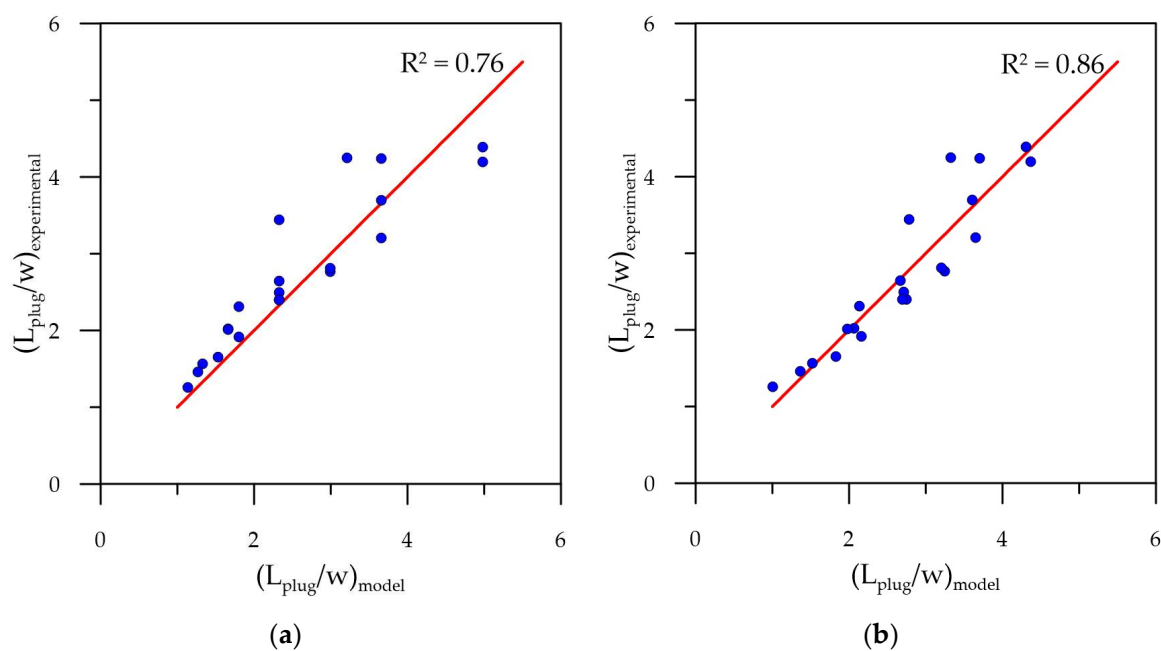 6
4
2
0
0
2
4
6
(L_plug/w)_experimental
(L_plug/w)_model
R² = 0.76
(a)
6
4
2
0
0
2
4
6
(L_plug/w)_experimental
(L_plug/w)_model
R² = 0.86
(b)